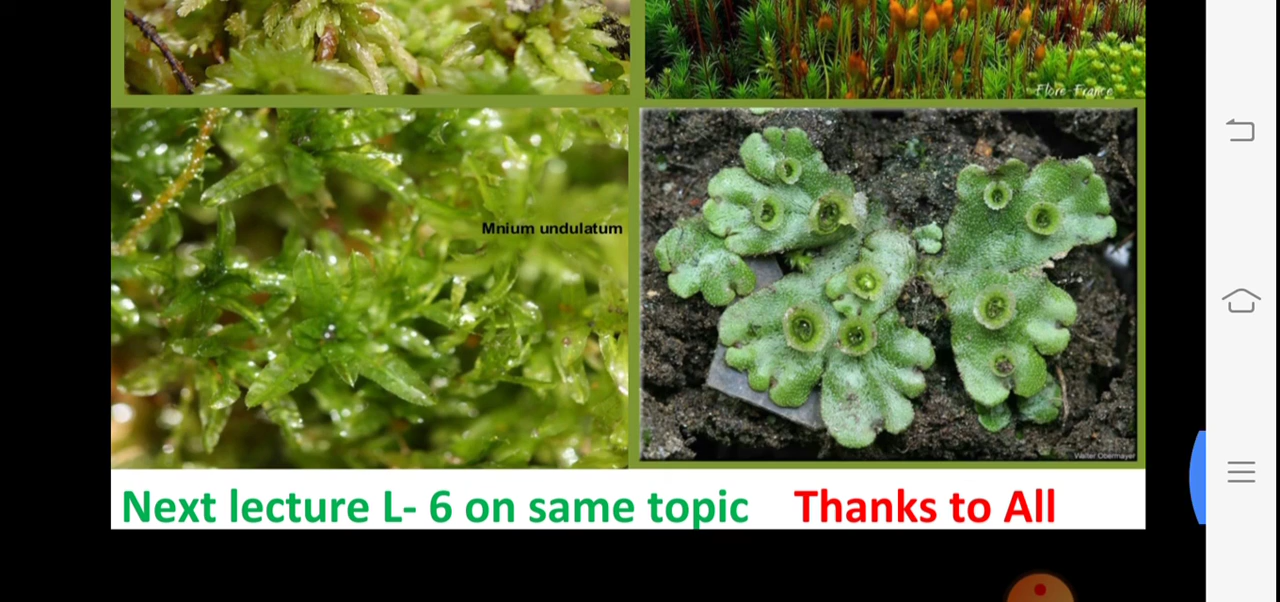 Flore-France
Mnium undulatum
Walter Obermayer
Next lecture L- 6 on same topic Thanks to All